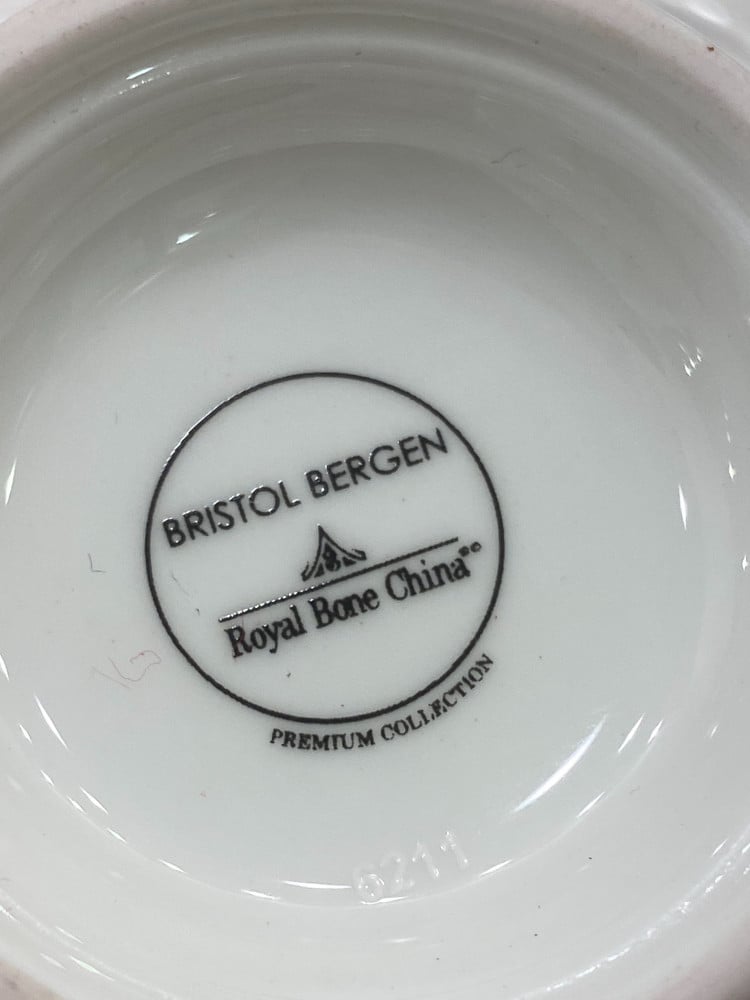 BRISTOL BERGEN
Royal Bone China
PREMIUM COLLECTION
6211